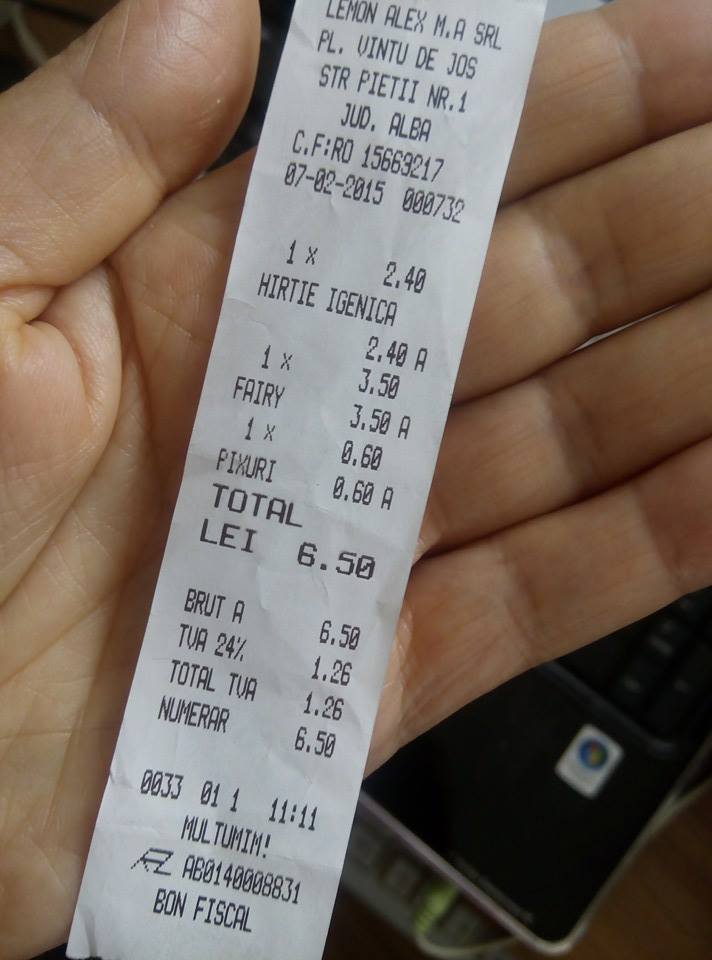 LEMON ALEX M.A SRL
PL. VINTU DE JOS
STR PIETII NR.1
JUD. ALBA
C.F:RO 15663217
07-02-2015 000732
1 X 2.40
HIRTIE IGENICA
2.40 A
1 X 3.50
FAIRY 3.50 A
1 X 0.60
PIXURI 0.60 A
TOTAL
LEI 6.50
BRUT A 6.50
TVA 24% 1.26
TOTAL TVA 1.26
NUMERAR 6.50
0033 01 1 11:11
MULTUMIM!
AB0140008831
BON FISCAL